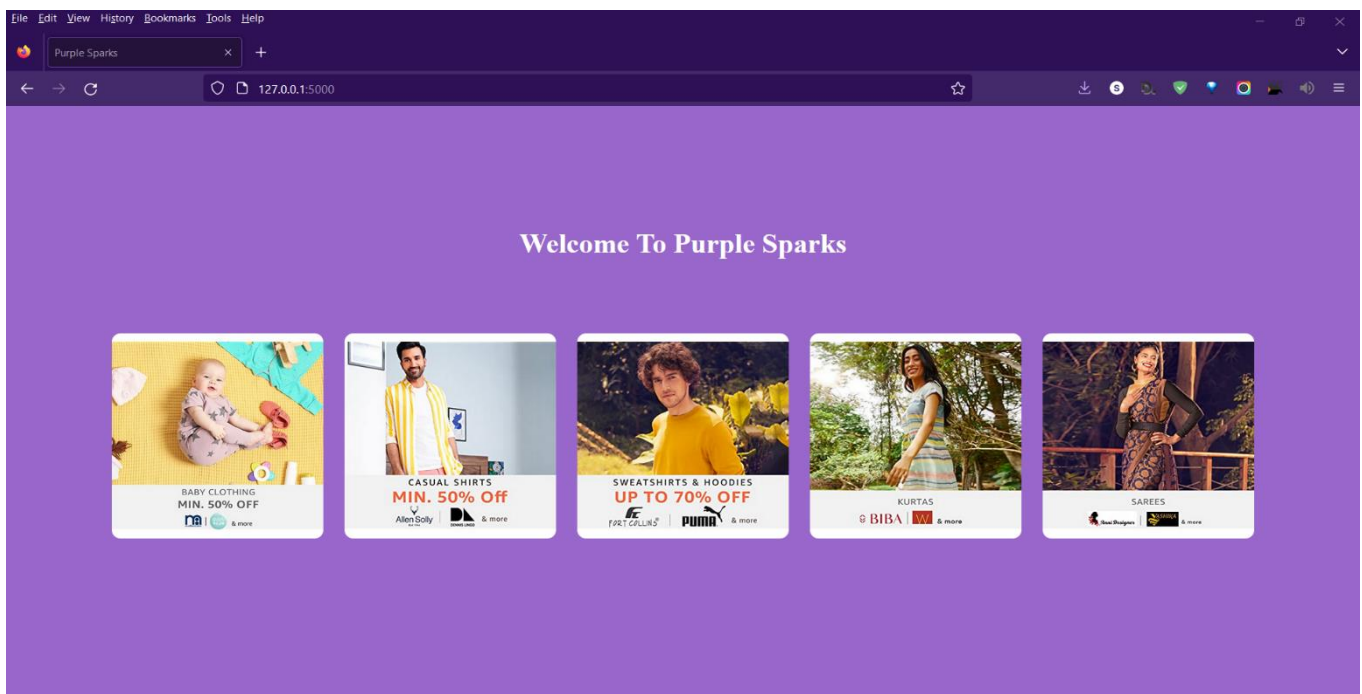 File Edit View History Bookmarks Tools Help
Purple Sparks
127.0.0.1:5000
S
Welcome To Purple Sparks
BABY CLOTHING
MIN. 50% OFF
& more
CASUAL SHIRTS
MIN. 50% Off
Allen Solly & more
SWEATSHIRTS & HOODIES
UP TO 70% OFF
FORT COLLINS PUMA & more
KURTAS
BIBA W & more
SAREES
& more